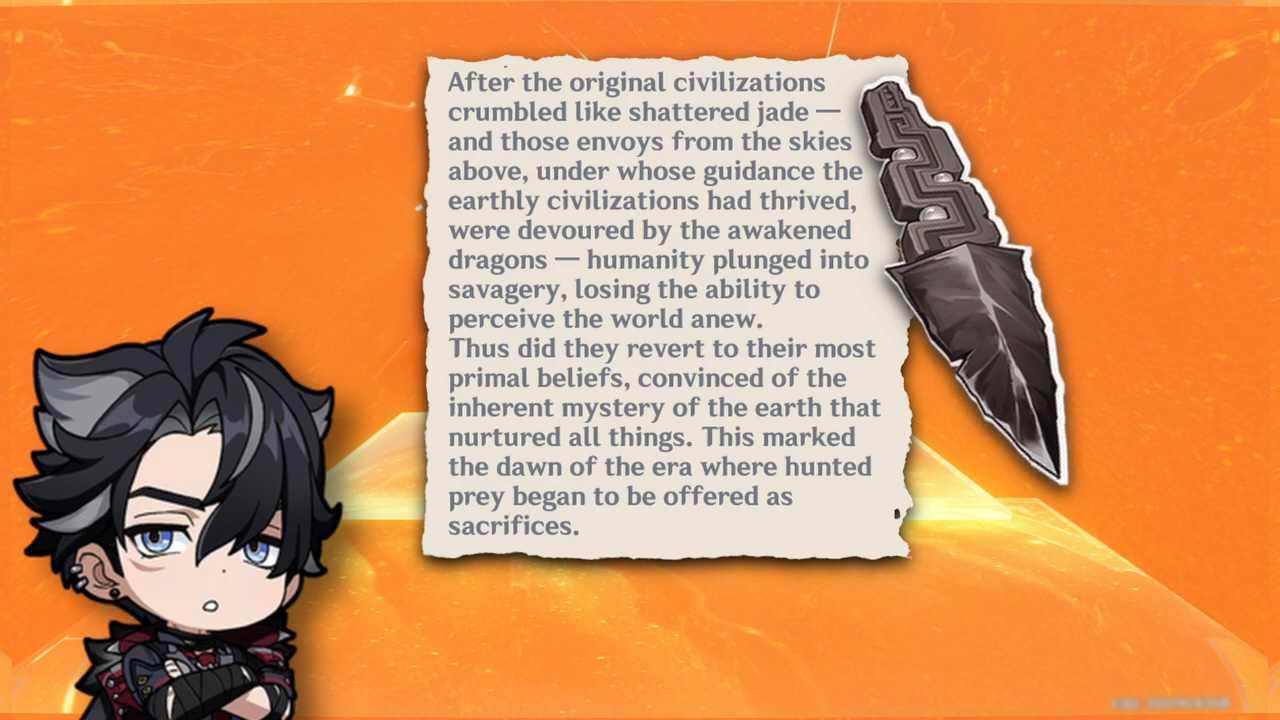 After the original civilizations
crumbled like shattered jade —
and those envoys from the skies
above, under whose guidance the
earthly civilizations had thrived,
were devoured by the awakened
dragons — humanity plunged into
savagery, losing the ability to
perceive the world anew.
Thus did they revert to their most
primal beliefs, convinced of the
inherent mystery of the earth that
nurtured all things. This marked
the dawn of the era where hunted
prey began to be offered as
sacrifices.